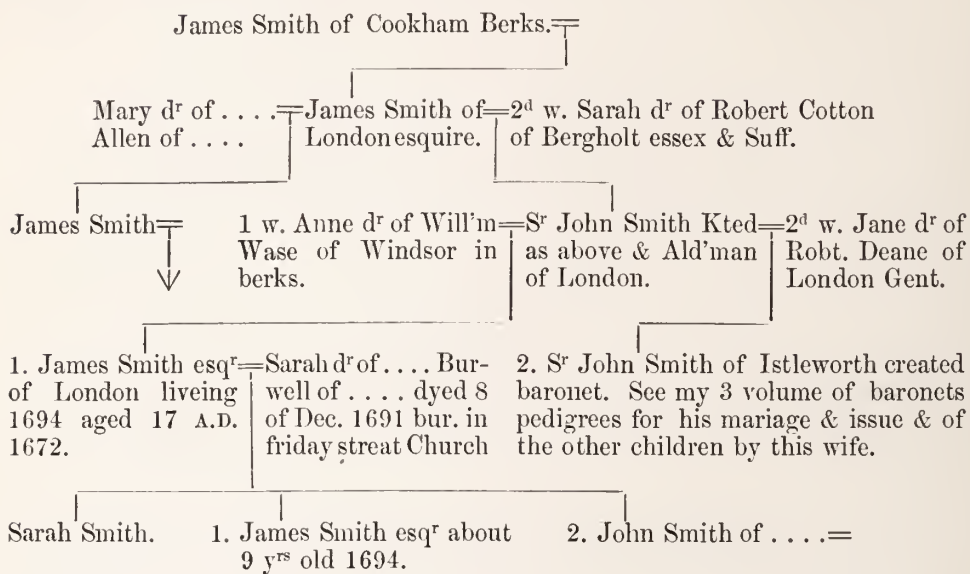 James Smith of Cookham Berks.
Mary dʳ of . . . .
Allen of . . . .
James Smith of
London esquire.
2ᵈ w. Sarah dʳ of Robert Cotton
of Bergholt essex & Suff.
James Smith
1 w. Anne dʳ of Will'm
Wase of Windsor in
berks.
Sʳ John Smith Kted
as above & Ald'man
of London.
2ᵈ w. Jane dʳ of
Robt. Deane of
London Gent.
1. James Smith esqʳ
of London liveing
1694 aged 17 A.D.
1672.
Sarah dʳ of . . . . Bur-
well of . . . . dyed 8
of Dec. 1691 bur. in
friday streat Church
2. Sʳ John Smith of Istleworth created
baronet. See my 3 volume of baronets
pedigrees for his mariage & issue & of
the other children by this wife.
Sarah Smith.
1. James Smith esqʳ about
9 yʳˢ old 1694.
2. John Smith of . . . . =